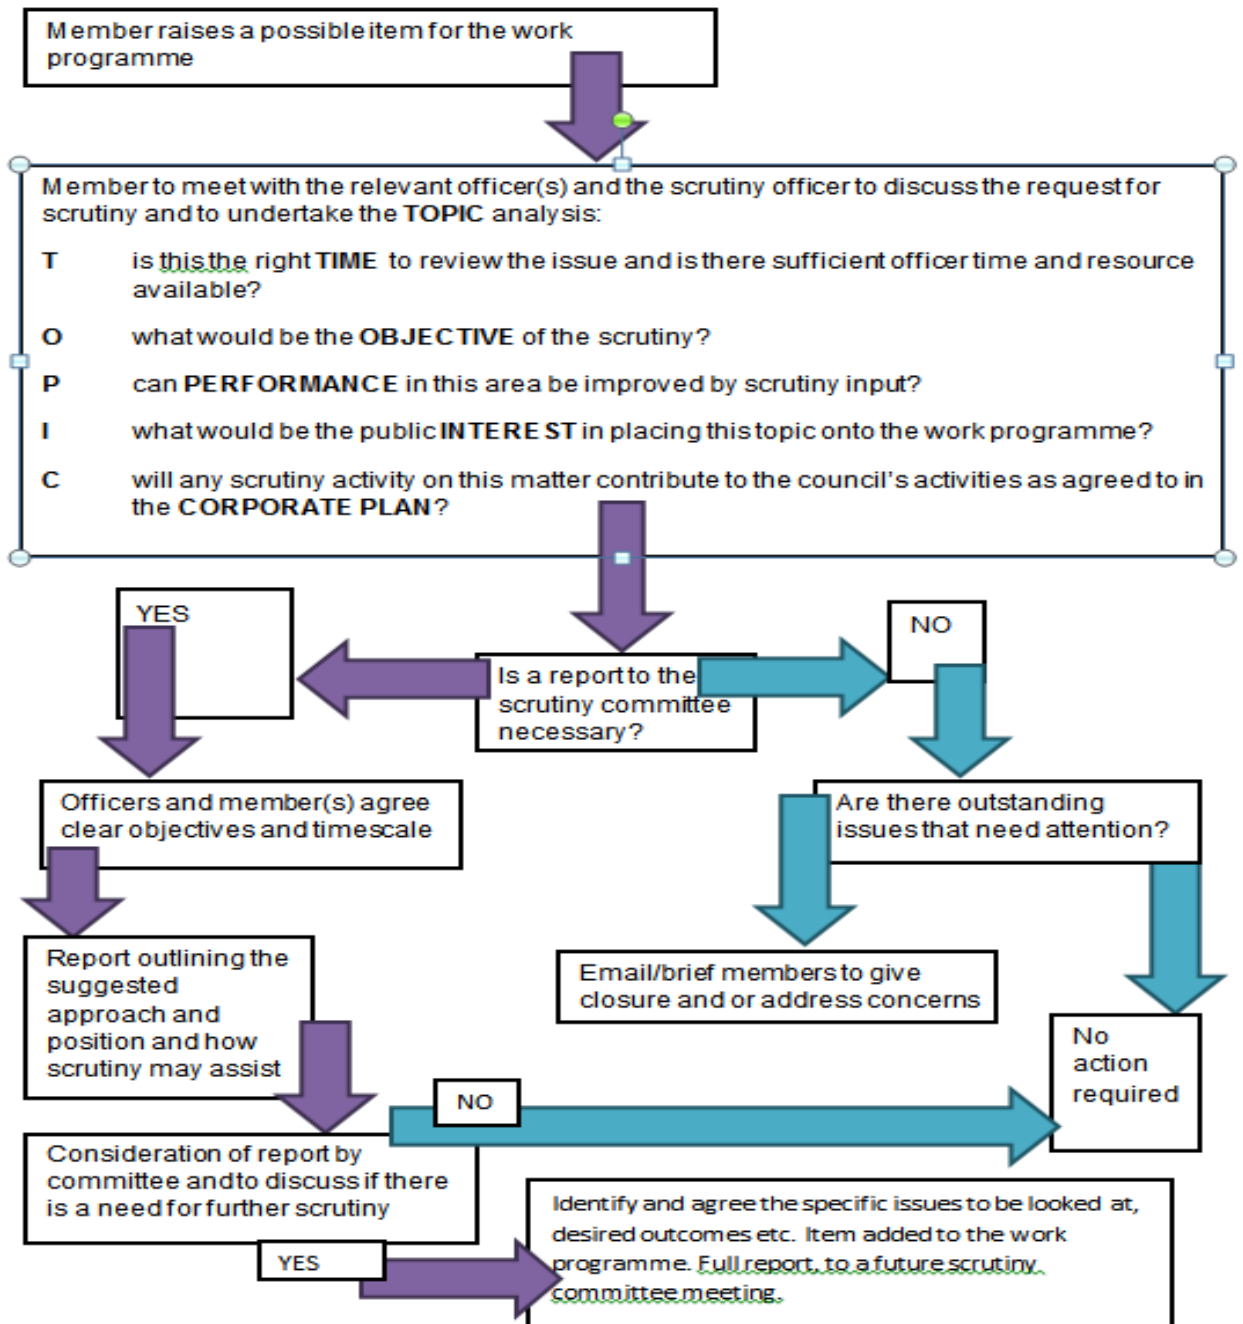 Member raises a possible item for the work
programme
Member to meet with the relevant officer(s) and the scrutiny officer to discuss the request for
scrutiny and to undertake the TOPIC analysis:
T is this the right TIME to review the issue and is there sufficient officer time and resource
available?
O what would be the OBJECTIVE of the scrutiny?
P can PERFORMANCE in this area be improved by scrutiny input?
I what would be the public INTEREST in placing this topic onto the work programme?
C will any scrutiny activity on this matter contribute to the council's activities as agreed to in
the CORPORATE PLAN?
YES
NO
Is a report to the
scrutiny committee
necessary?
Officers and member(s) agree
clear objectives and timescale
Are there outstanding
issues that need attention?
Report outlining the
suggested
approach and
position and how
scrutiny may assist
Email/brief members to give
closure and or address concerns
No
action
required
NO
Consideration of report by
committee and to discuss if there
is a need for further scrutiny
YES
Identify and agree the specific issues to be looked at,
desired outcomes etc. Item added to the work
programme. Full report, to a future scrutiny
committee meeting.